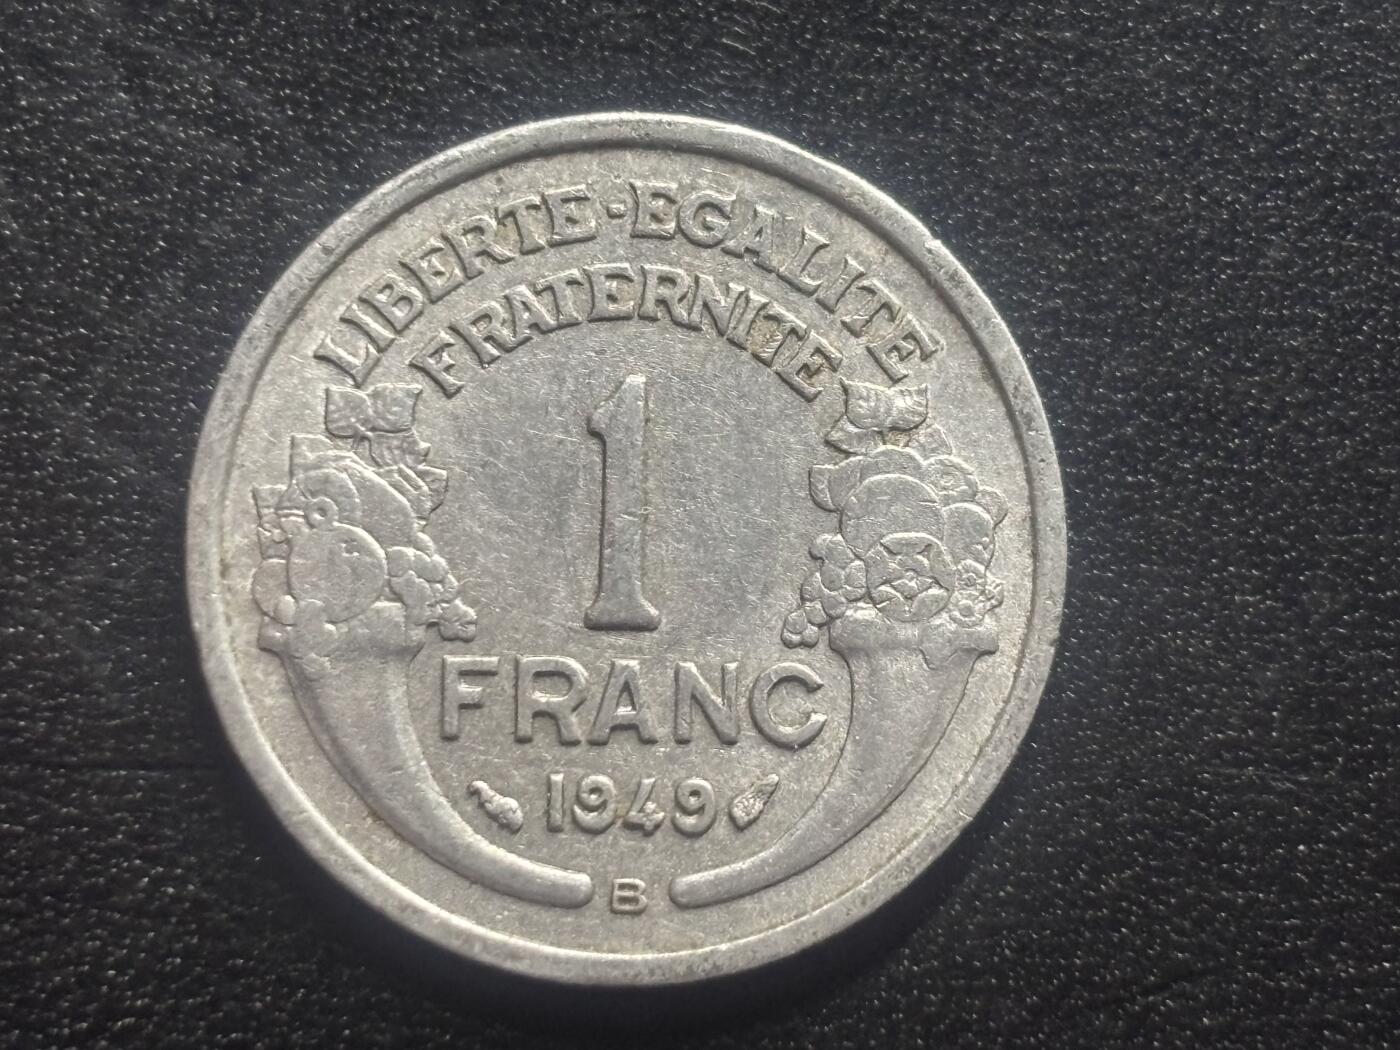 LIBERTE·EGALITE
FRATERNITE
1
FRANC
1949
B